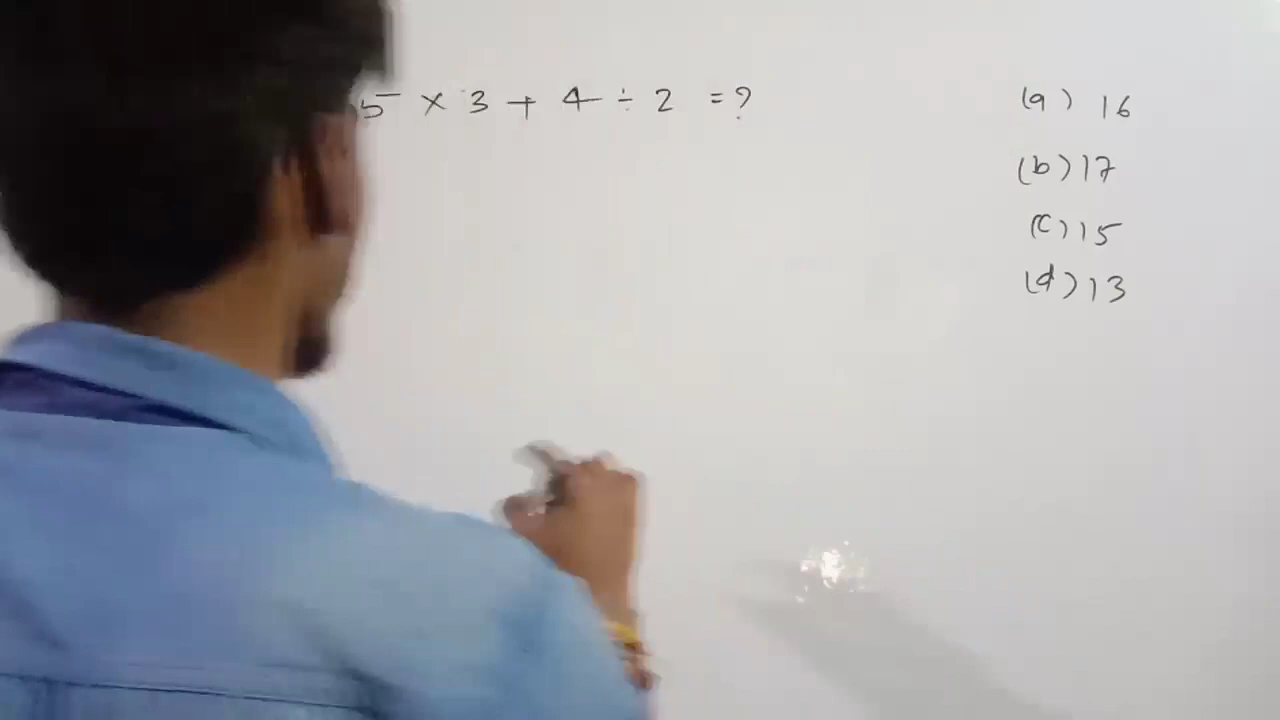 5 × 3 + 4 ÷ 2 = ?
(a) 16
(b) 17
(c) 15
(d) 13